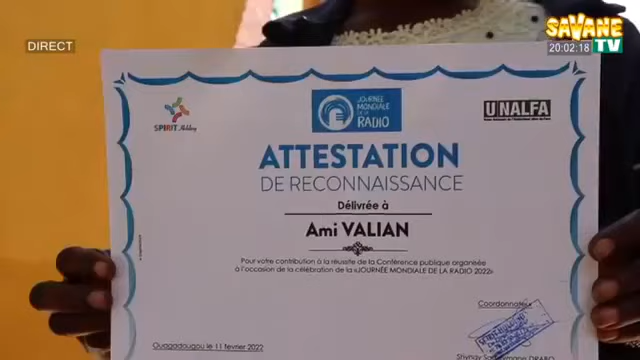 DIRECT
SAVANE
TV
20:02:18
SPIRIT
JOURNÉE
MONDIALE
DE LA
RADIO
UNALFA
ATTESTATION
DE RECONNAISSANCE
Délivrée à
Ami VALIAN
Pour votre contribution à la réussite de la Conférence publique organisée
à l'occasion de la célébration de la «JOURNÉE MONDIALE DE LA RADIO 2022»
Coordonnateur
Ouagadougou le 11 février 2022